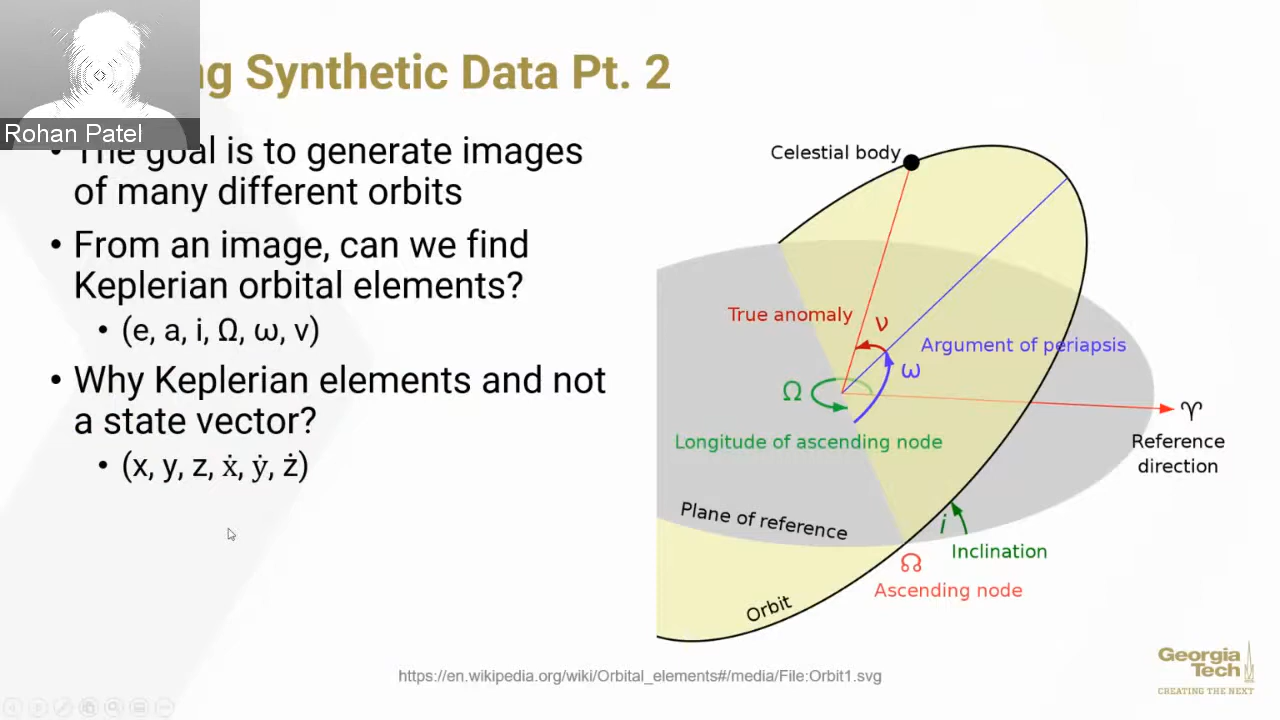 ng Synthetic Data Pt. 2
Rohan Patel
• The goal is to generate images
of many different orbits
• From an image, can we find
Keplerian orbital elements?
• (e, a, i, Ω, ω, ν)
• Why Keplerian elements and not
a state vector?
• (x, y, z, ẋ, ẏ, ż)
Celestial body
True anomaly
ν
Argument of periapsis
ω
Ω
Longitude of ascending node
♈
Reference
direction
Plane of reference
i
Inclination
☊
Ascending node
Orbit
https://en.wikipedia.org/wiki/Orbital_elements#/media/File:Orbit1.svg
Georgia
Tech
CREATING THE NEXT